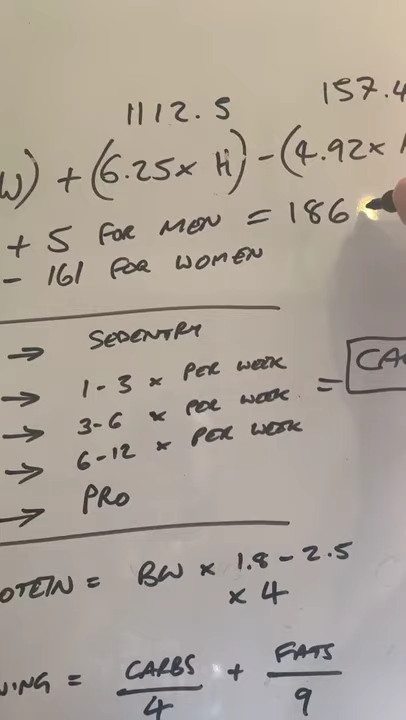 1112.5 157.4
W) + (6.25 x H) - (4.92 x
+ 5 FOR MEN = 186
- 161 FOR WOMEN
→ SEDENTRY
→ 1-3 x PER WEEK
→ 3-6 x PER WEEK = CA
→ 6-12 x PER WEEK
→ PRO
OTEIN = BW x 1.8 - 2.5
x 4
NING = CARBS/4 + FATS/9